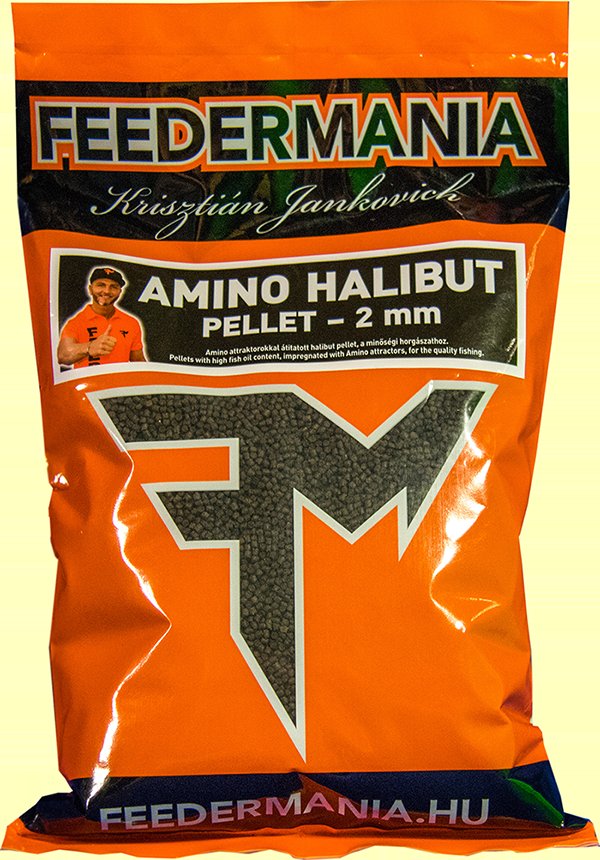 FEEDERMANIA
Krisztián Jankovich
AMINO HALIBUT
PELLET – 2 mm
Amino attraktorokkal átitatott halibut pellet, a minőségi horgászathoz.
Pellets with high fish oil content, impregnated with Amino attractors, for the quality fishing.
FM
FEEDERMANIA.HU